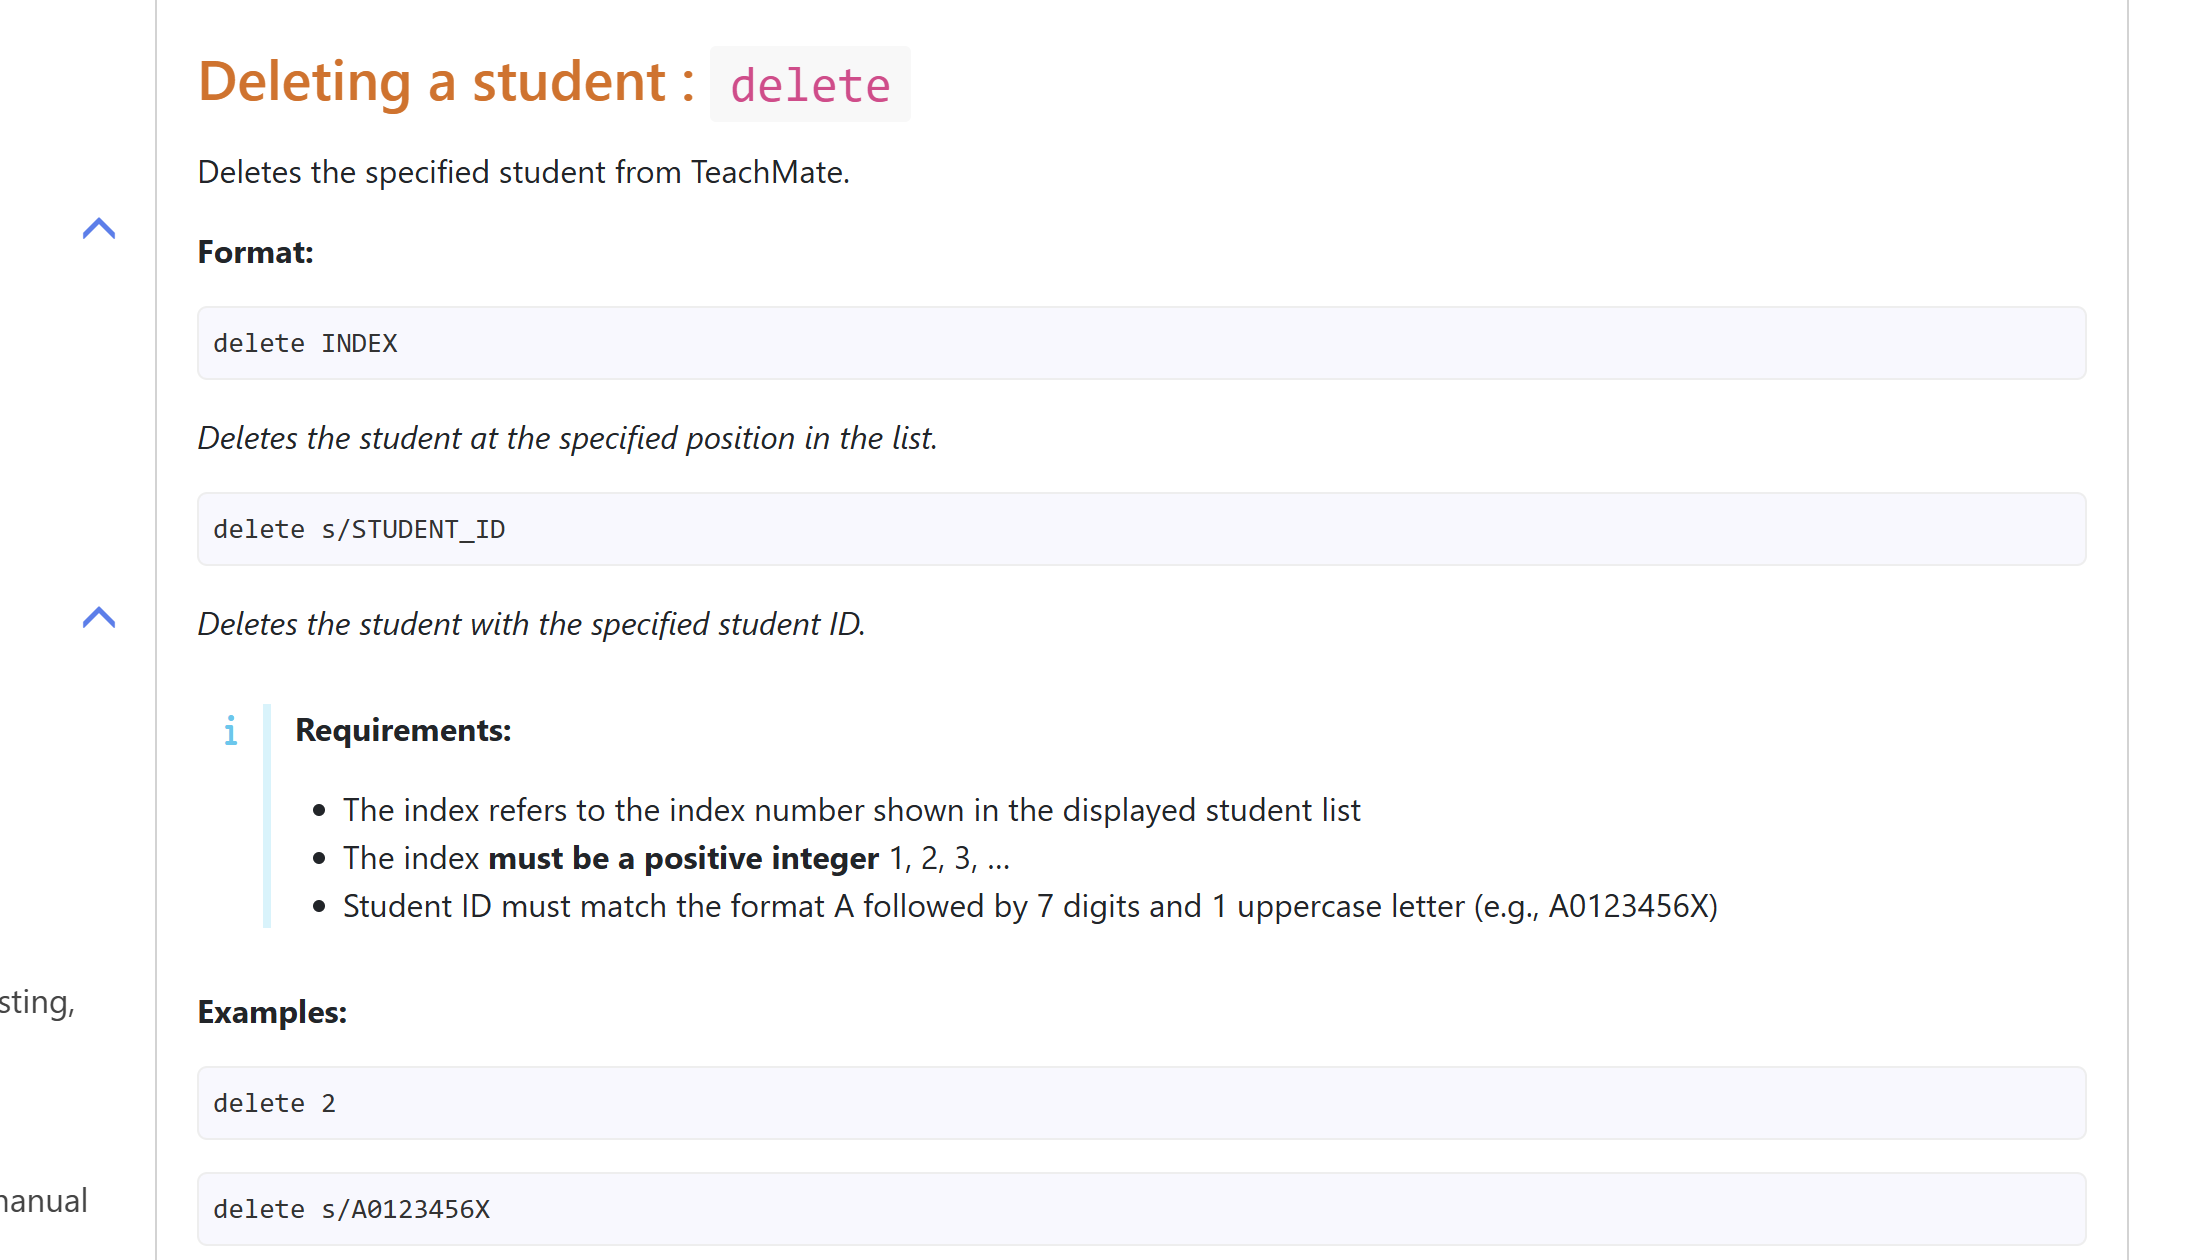 Deleting a student : delete
Deletes the specified student from TeachMate.
Format:
delete INDEX
Deletes the student at the specified position in the list.
delete s/STUDENT_ID
Deletes the student with the specified student ID.
i
Requirements:
• The index refers to the index number shown in the displayed student list
• The index must be a positive integer 1, 2, 3, …
• Student ID must match the format A followed by 7 digits and 1 uppercase letter (e.g., A0123456X)
sting,
Examples:
delete 2
manual
delete s/A0123456X